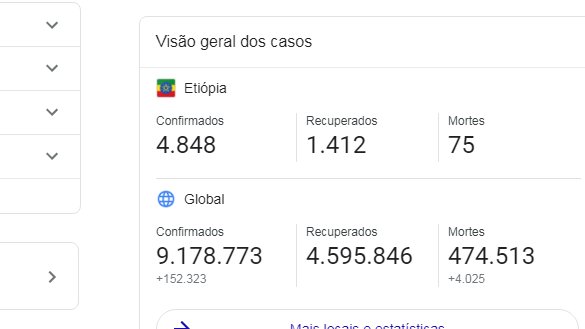 Visão geral dos casos
Etiópia
Confirmados Recuperados Mortes
4.848 1.412 75
Global
Confirmados Recuperados Mortes
9.178.773 4.595.846 474.513
+152.323 +4.025
Mais locais e estatísticas